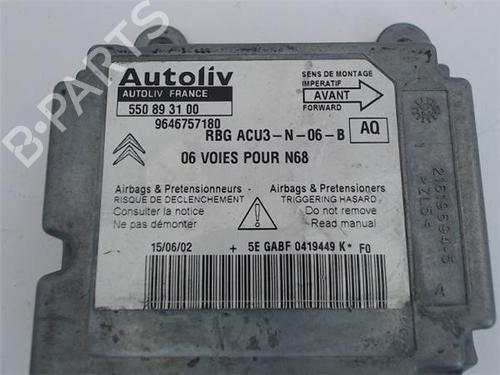 B-PARTS
Autoliv
AUTOLIV FRANCE
550 89 31 00
9646757180
SENS DE MONTAGE
IMPERATIF
AVANT
FORWARD
RBG ACU3-N-06-B AQ
06 VOIES POUR N68
Airbags & Pretensionneurs
RISQUE DE DECLENCHEMENT
Consulter la notice
Ne pas démonter
Airbags & Pretensioners
TRIGGERING HASARD
Do not remove
Read manual
15/06/02 + 5E GABF 0419449 K* F0